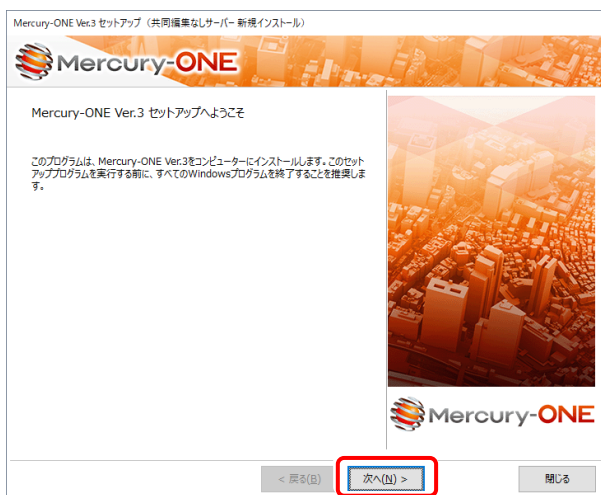 Mercury-ONE Ver.3 セットアップ（共同編集なしサーバー 新規インストール）
Mercury-ONE
Mercury-ONE Ver.3 セットアップへようこそ
このプログラムは、Mercury-ONE Ver.3をコンピューターにインストールします。このセット
アッププログラムを実行する前に、すべてのWindowsプログラムを終了することを推奨しま
す。
Mercury-ONE
< 戻る(B)
次へ(N) >
閉じる